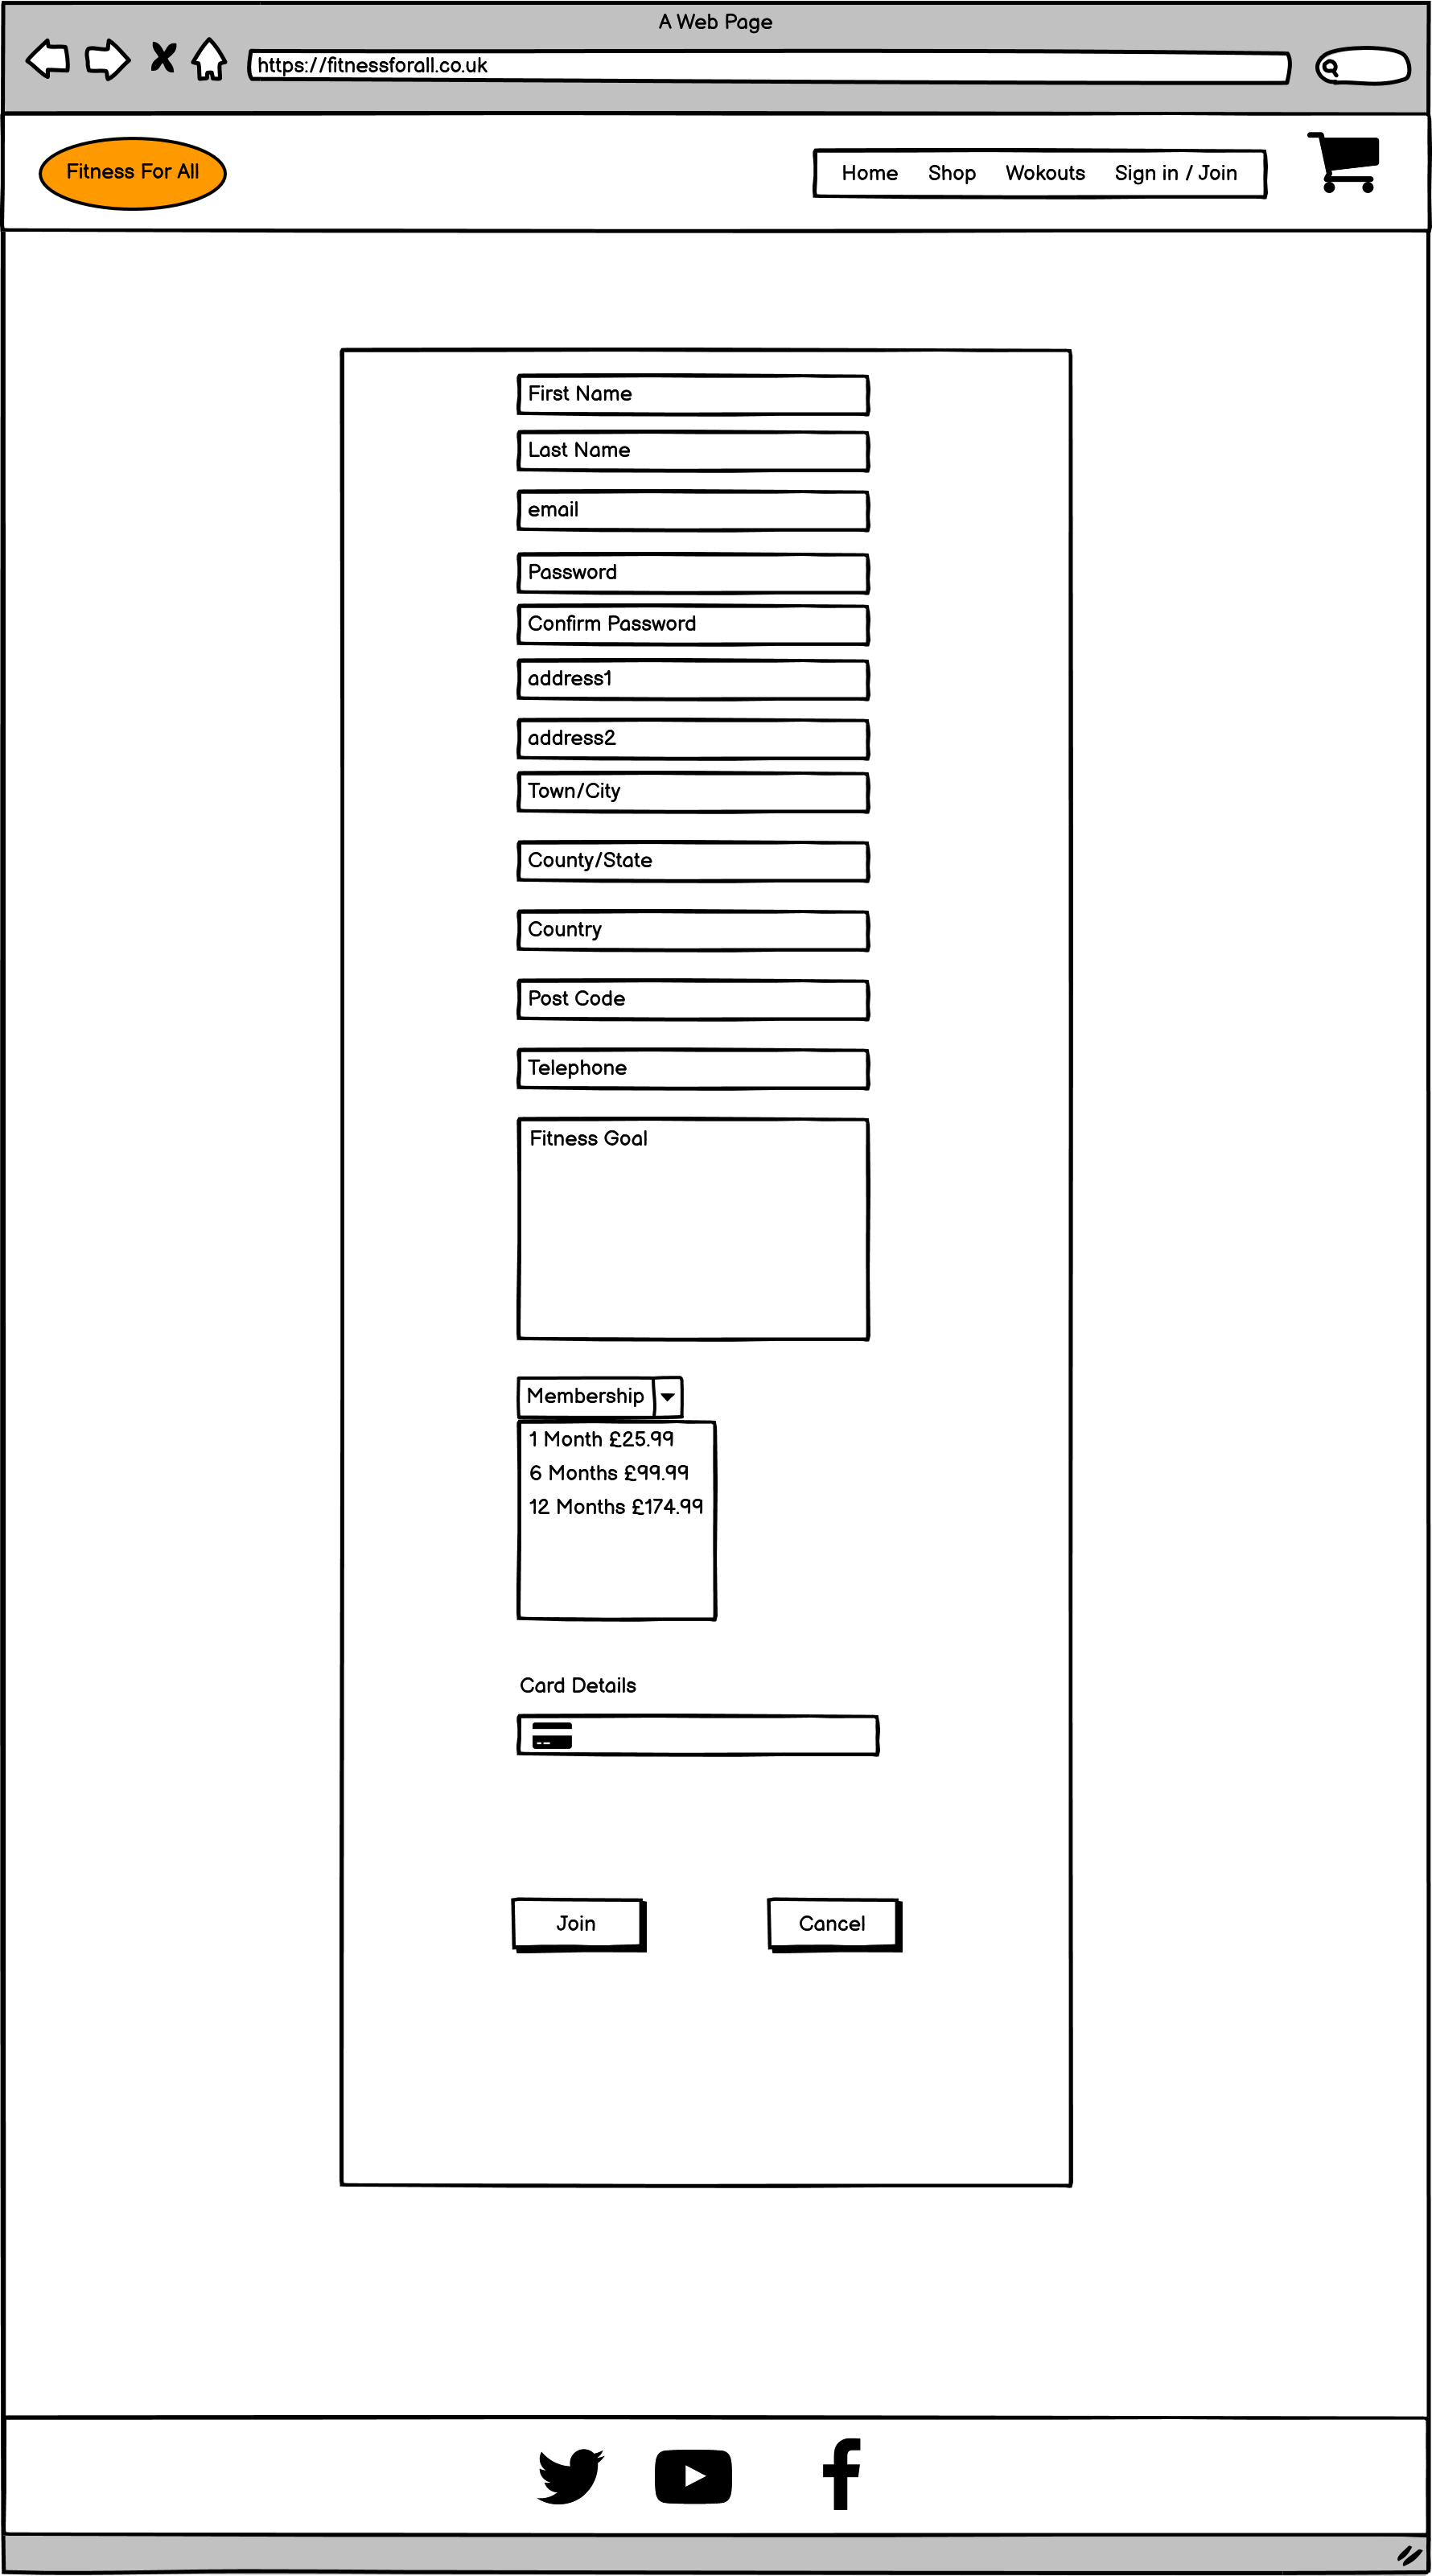 A Web Page
https://fitnessforall.co.uk
Fitness For All
Home Shop Wokouts Sign in / Join
First Name
Last Name
email
Password
Confirm Password
address1
address2
Town/City
County/State
Country
Post Code
Telephone
Fitness Goal
Membership
1 Month £25.99
6 Months £99.99
12 Months £174.99
Card Details
Join Cancel